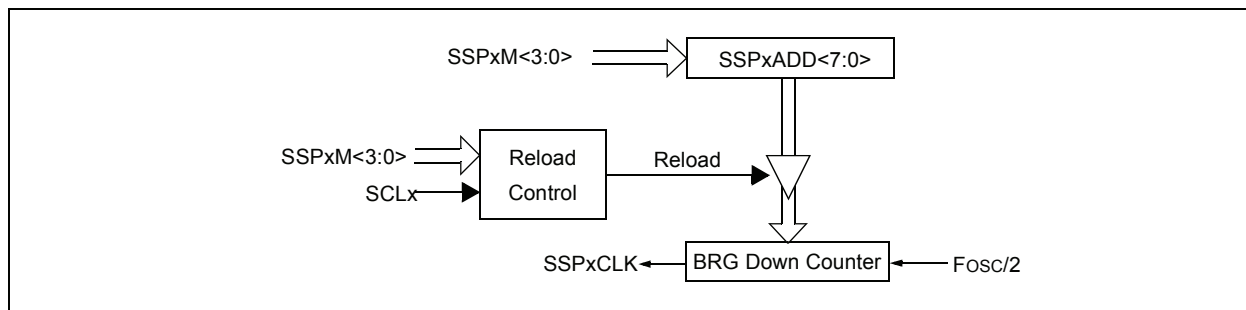 SSPxM<3:0>
SSPxADD<7:0>
SSPxM<3:0>
SCLx
Reload
Control
Reload
SSPxCLK
BRG Down Counter
FOSC/2